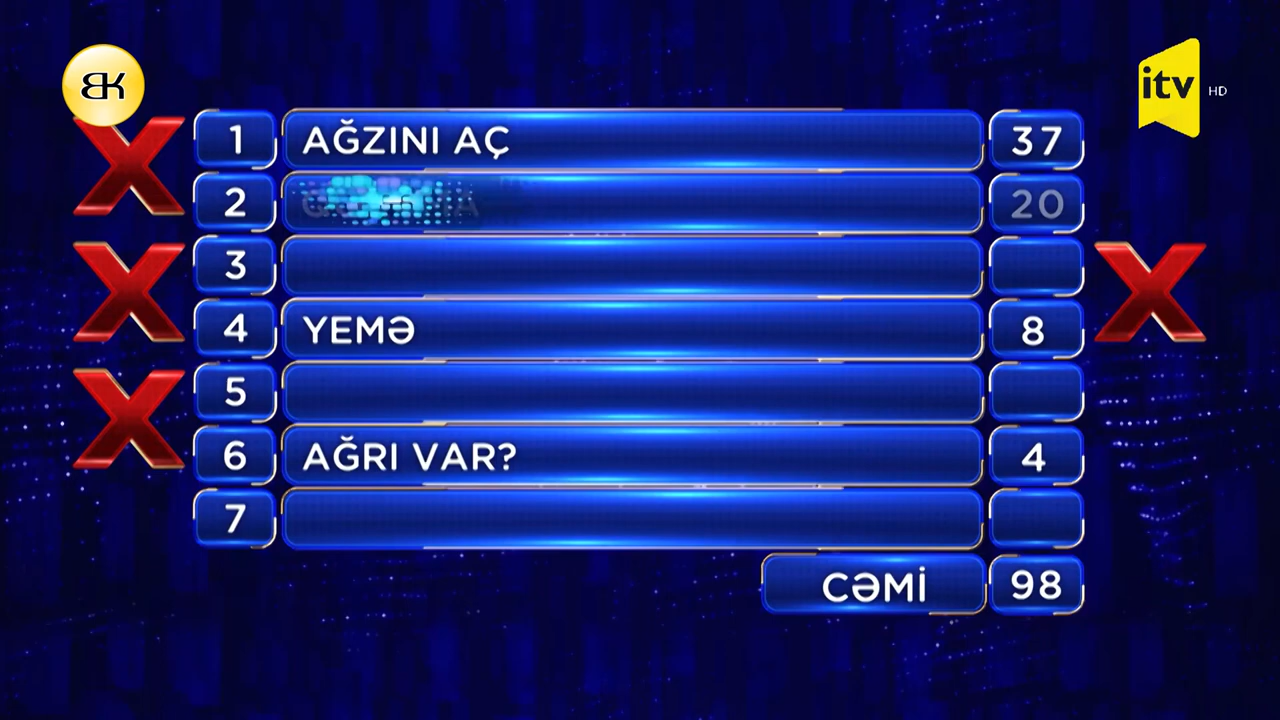 BK
itv HD
1 AĞZINI AÇ 37
2 20
3
4 YEMƏ 8
5
6 AĞRI VAR? 4
7
CƏMİ 98